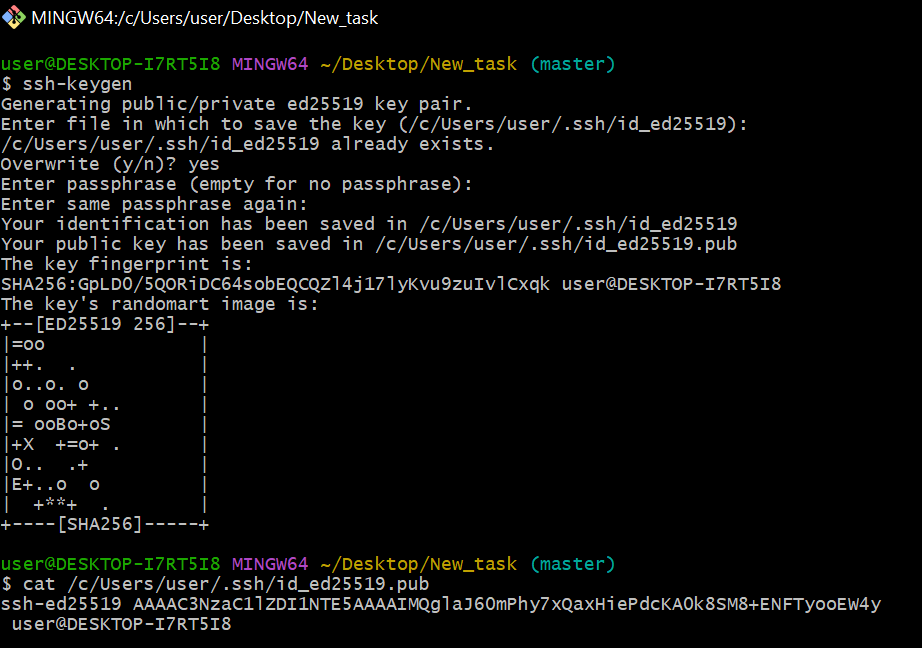 MINGW64:/c/Users/user/Desktop/New_task
user@DESKTOP-I7RT5I8 MINGW64 ~/Desktop/New_task (master)
$ ssh-keygen
Generating public/private ed25519 key pair.
Enter file in which to save the key (/c/Users/user/.ssh/id_ed25519):
/c/Users/user/.ssh/id_ed25519 already exists.
Overwrite (y/n)? yes
Enter passphrase (empty for no passphrase):
Enter same passphrase again:
Your identification has been saved in /c/Users/user/.ssh/id_ed25519
Your public key has been saved in /c/Users/user/.ssh/id_ed25519.pub
The key fingerprint is:
SHA256:GpLDO/5QORiDC64sobEQCQZl4j17lyKvu9zuIvlCxqk user@DESKTOP-I7RT5I8
The key's randomart image is:
+--[ED25519 256]--+
|=oo              |
|++.  .           |
|o..o. o          |
| o oo+ +..       |
|= ooBo+oS        |
|+X  +=o+ .       |
|O..  .+          |
|E+..o  o         |
|  +**+  .        |
+----[SHA256]-----+
user@DESKTOP-I7RT5I8 MINGW64 ~/Desktop/New_task (master)
$ cat /c/Users/user/.ssh/id_ed25519.pub
ssh-ed25519 AAAAC3NzaC1lZDI1NTE5AAAAIMQglaJ6OmPhy7xQaxHiePdcKAOk8SM8+ENFTyooEW4y
user@DESKTOP-I7RT5I8